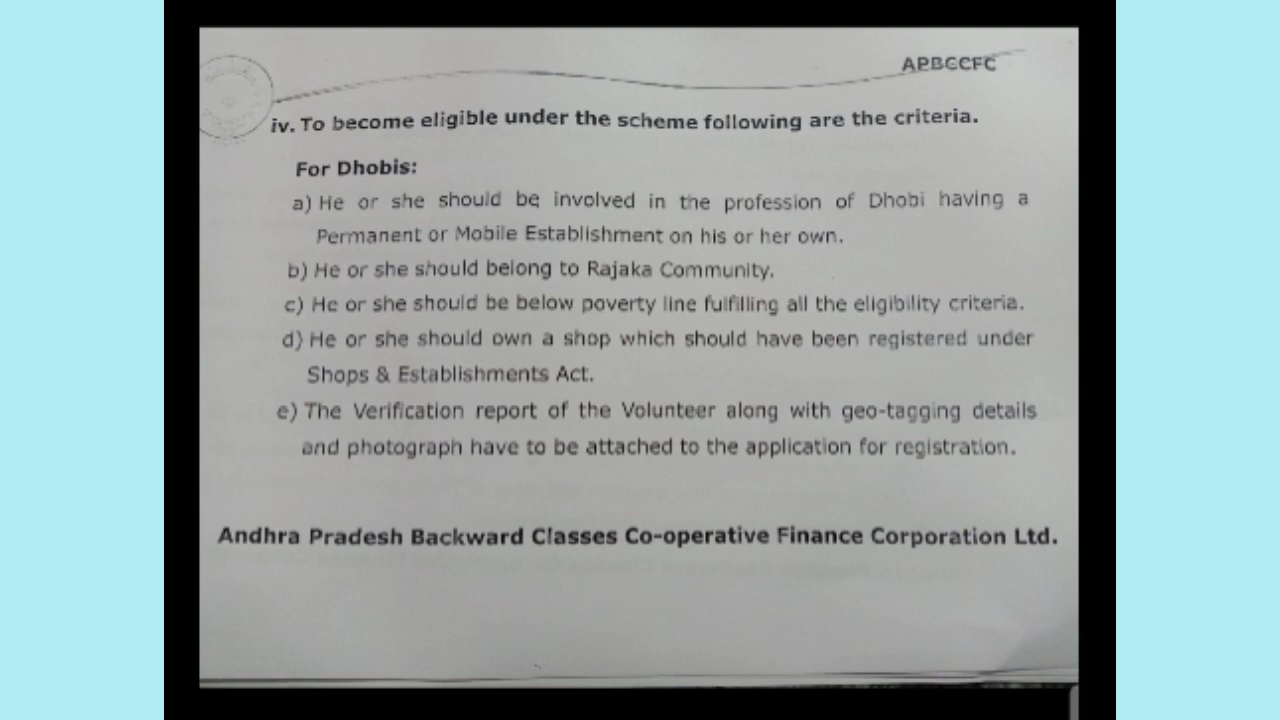 APBCCFC
iv. To become eligible under the scheme following are the criteria.
For Dhobis:
a) He or she should be involved in the profession of Dhobi having a
Permanent or Mobile Establishment on his or her own.
b) He or she should belong to Rajaka Community.
c) He or she should be below poverty line fulfilling all the eligibility criteria.
d) He or she should own a shop which should have been registered under
Shops & Establishments Act.
e) The Verification report of the Volunteer along with geo-tagging details
and photograph have to be attached to the application for registration.
Andhra Pradesh Backward Classes Co-operative Finance Corporation Ltd.